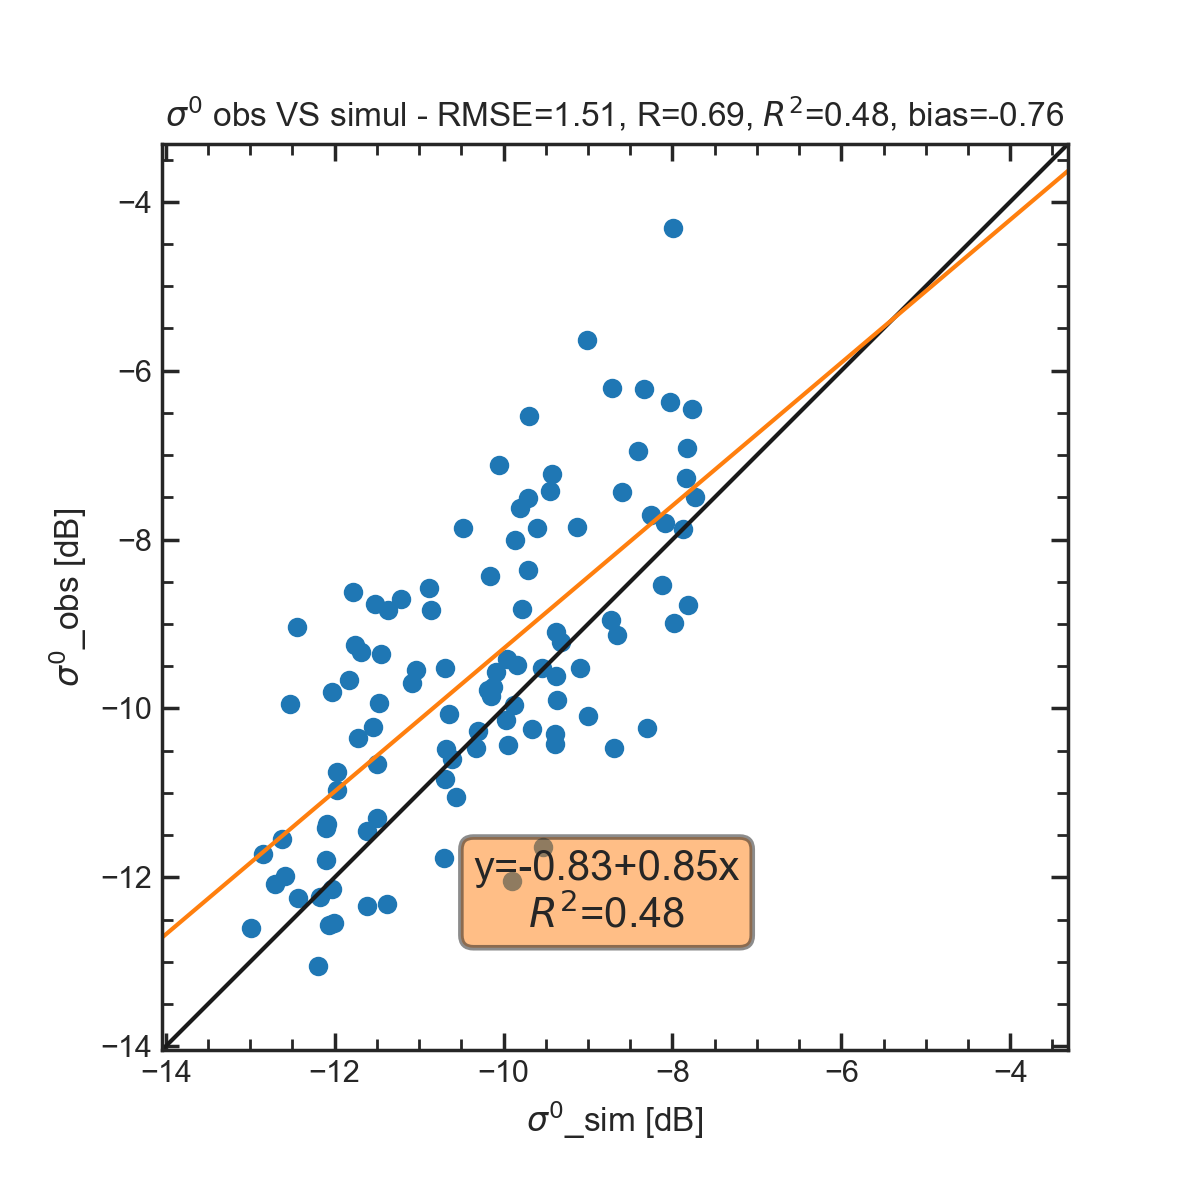 σ⁰ obs VS simul - RMSE=1.51, R=0.69, R²=0.48, bias=-0.76
−4
−6
−8
−10
−12
−14
σ⁰_obs [dB]
y=-0.83+0.85x
R²=0.48
−14 −12 −10 −8 −6 −4
σ⁰_sim [dB]